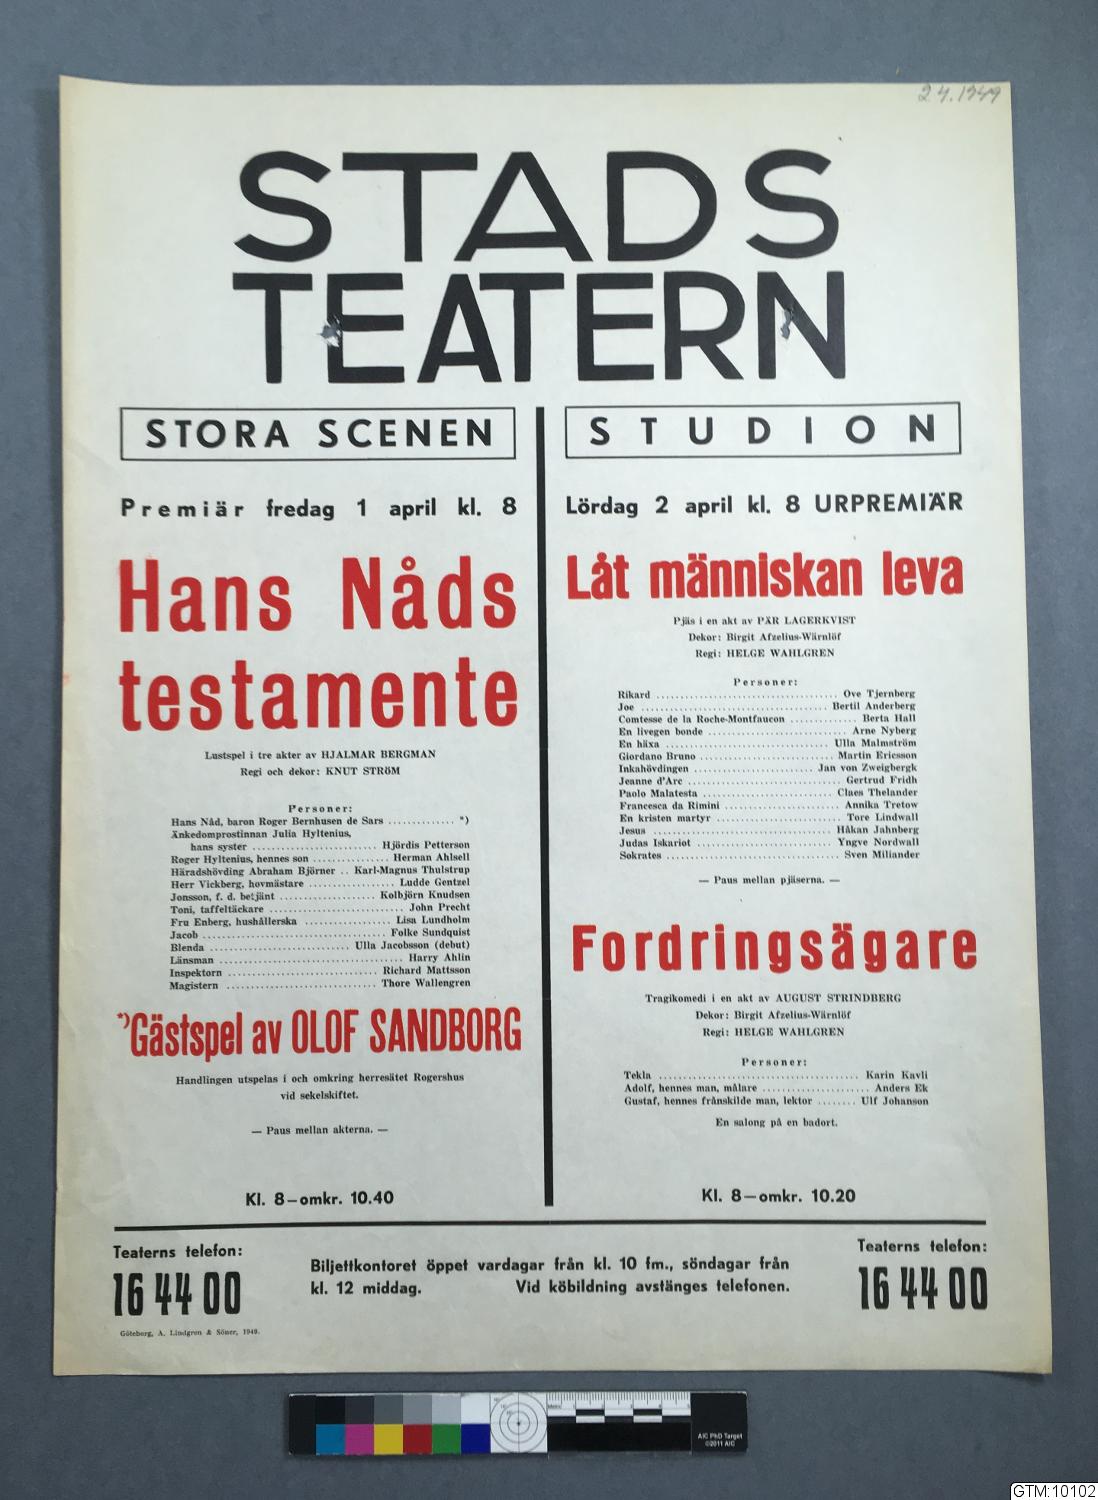 2 4. 1949
STADS
TEATERN
STORA SCENEN
Premiär fredag 1 april kl. 8
Hans Nåds
testamente
Lustspel i tre akter av HJALMAR BERGMAN
Regi och dekor: KNUT STRÖM
Personer:
Hans Nåd, baron Roger Bernhusen de Sars ............. *)
Änkedomprostinnan Julia Hyltenius,
hans syster ........................ Hjördis Petterson
Roger Hyltenius, hennes son .............. Herman Ahlsell
Häradshövding Abraham Björner .. Karl-Magnus Thulstrup
Herr Vickberg, hovmästare ................ Ludde Gentzel
Jonsson, f. d. betjänt .................. Kolbjörn Knudsen
Toni, taffeltäckare ........................ John Precht
Fru Enberg, hushållerska ................ Lisa Lundholm
Jacob .................................. Folke Sundquist
Blenda .......................... Ulla Jacobsson (debut)
Länsman .................................. Harry Ahlin
Inspektorn ............................ Richard Mattsson
Magistern ............................ Thore Wallengren
*)Gästspel av OLOF SANDBORG
Handlingen utspelas i och omkring herresätet Rogershus
vid sekelskiftet.
— Paus mellan akterna. —
Kl. 8—omkr. 10.40
STUDION
Lördag 2 april kl. 8 URPREMIÄR
Låt människan leva
Pjäs i en akt av PÄR LAGERKVIST
Dekor: Birgit Afzelius-Wärnlöf
Regi: HELGE WAHLGREN
Personer:
Rikard .................................. Ove Tjernberg
Joe .................................. Bertil Anderberg
Comtesse de la Roche-Montfaucon ............. Berta Hall
En livegen bonde .......................... Arne Nyberg
En häxa .............................. Ulla Malmström
Giordano Bruno .......................... Martin Ericsson
Inkahövdingen ...................... Jan von Zweigbergk
Jeanne d'Arc ............................ Gertrud Fridh
Paolo Malatesta ........................ Claes Thelander
Francesca da Rimini ..................... Annika Tretow
En kristen martyr ........................ Tore Lindwall
Jesus .................................. Håkan Jahnberg
Judas Iskariot .......................... Yngve Nordwall
Sokrates ................................ Sven Miliander
— Paus mellan pjäserna. —
Fordringsägare
Tragikomedi i en akt av AUGUST STRINDBERG
Dekor: Birgit Afzelius-Wärnlöf
Regi: HELGE WAHLGREN
Personer:
Tekla .................................... Karin Kavli
Adolf, hennes man, målare .................... Anders Ek
Gustaf, hennes frånskilde man, lektor ........ Ulf Johanson
En salong på en badort.
Kl. 8—omkr. 10.20
Teaterns telefon:
16 44 00
Biljettkontoret öppet vardagar från kl. 10 fm., söndagar från
kl. 12 middag. Vid köbildning avstänges telefonen.
Teaterns telefon:
16 44 00
Göteborg, A. Lindgren & Söner, 1949.
AIC PhD Target
©2011 AIC
GTM:10102